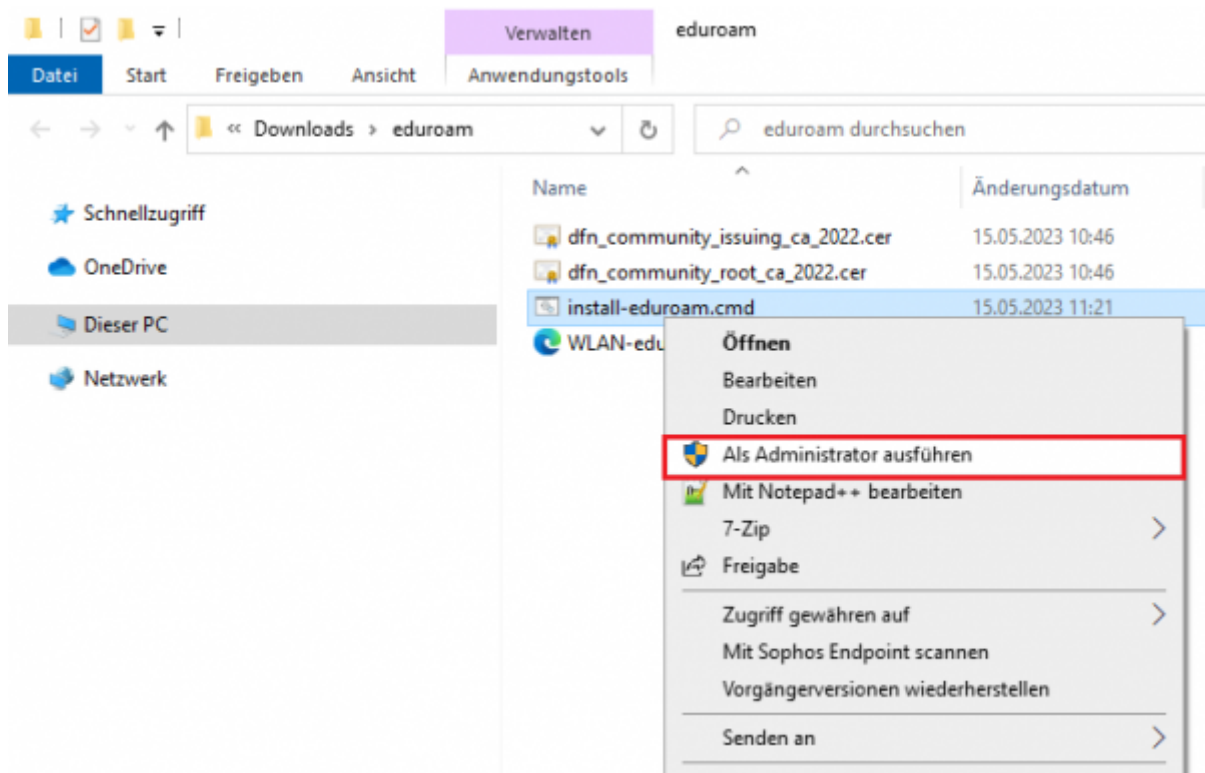 Verwalten eduroam
Datei Start Freigeben Ansicht Anwendungstools
« Downloads › eduroam eduroam durchsuchen
Schnellzugriff
OneDrive
Dieser PC
Netzwerk
Name Änderungsdatum
dfn_community_issuing_ca_2022.cer 15.05.2023 10:46
dfn_community_root_ca_2022.cer 15.05.2023 10:46
install-eduroam.cmd 15.05.2023 11:21
WLAN-edu
Öffnen
Bearbeiten
Drucken
Als Administrator ausführen
Mit Notepad++ bearbeiten
7-Zip
Freigabe
Zugriff gewähren auf
Mit Sophos Endpoint scannen
Vorgängerversionen wiederherstellen
Senden an